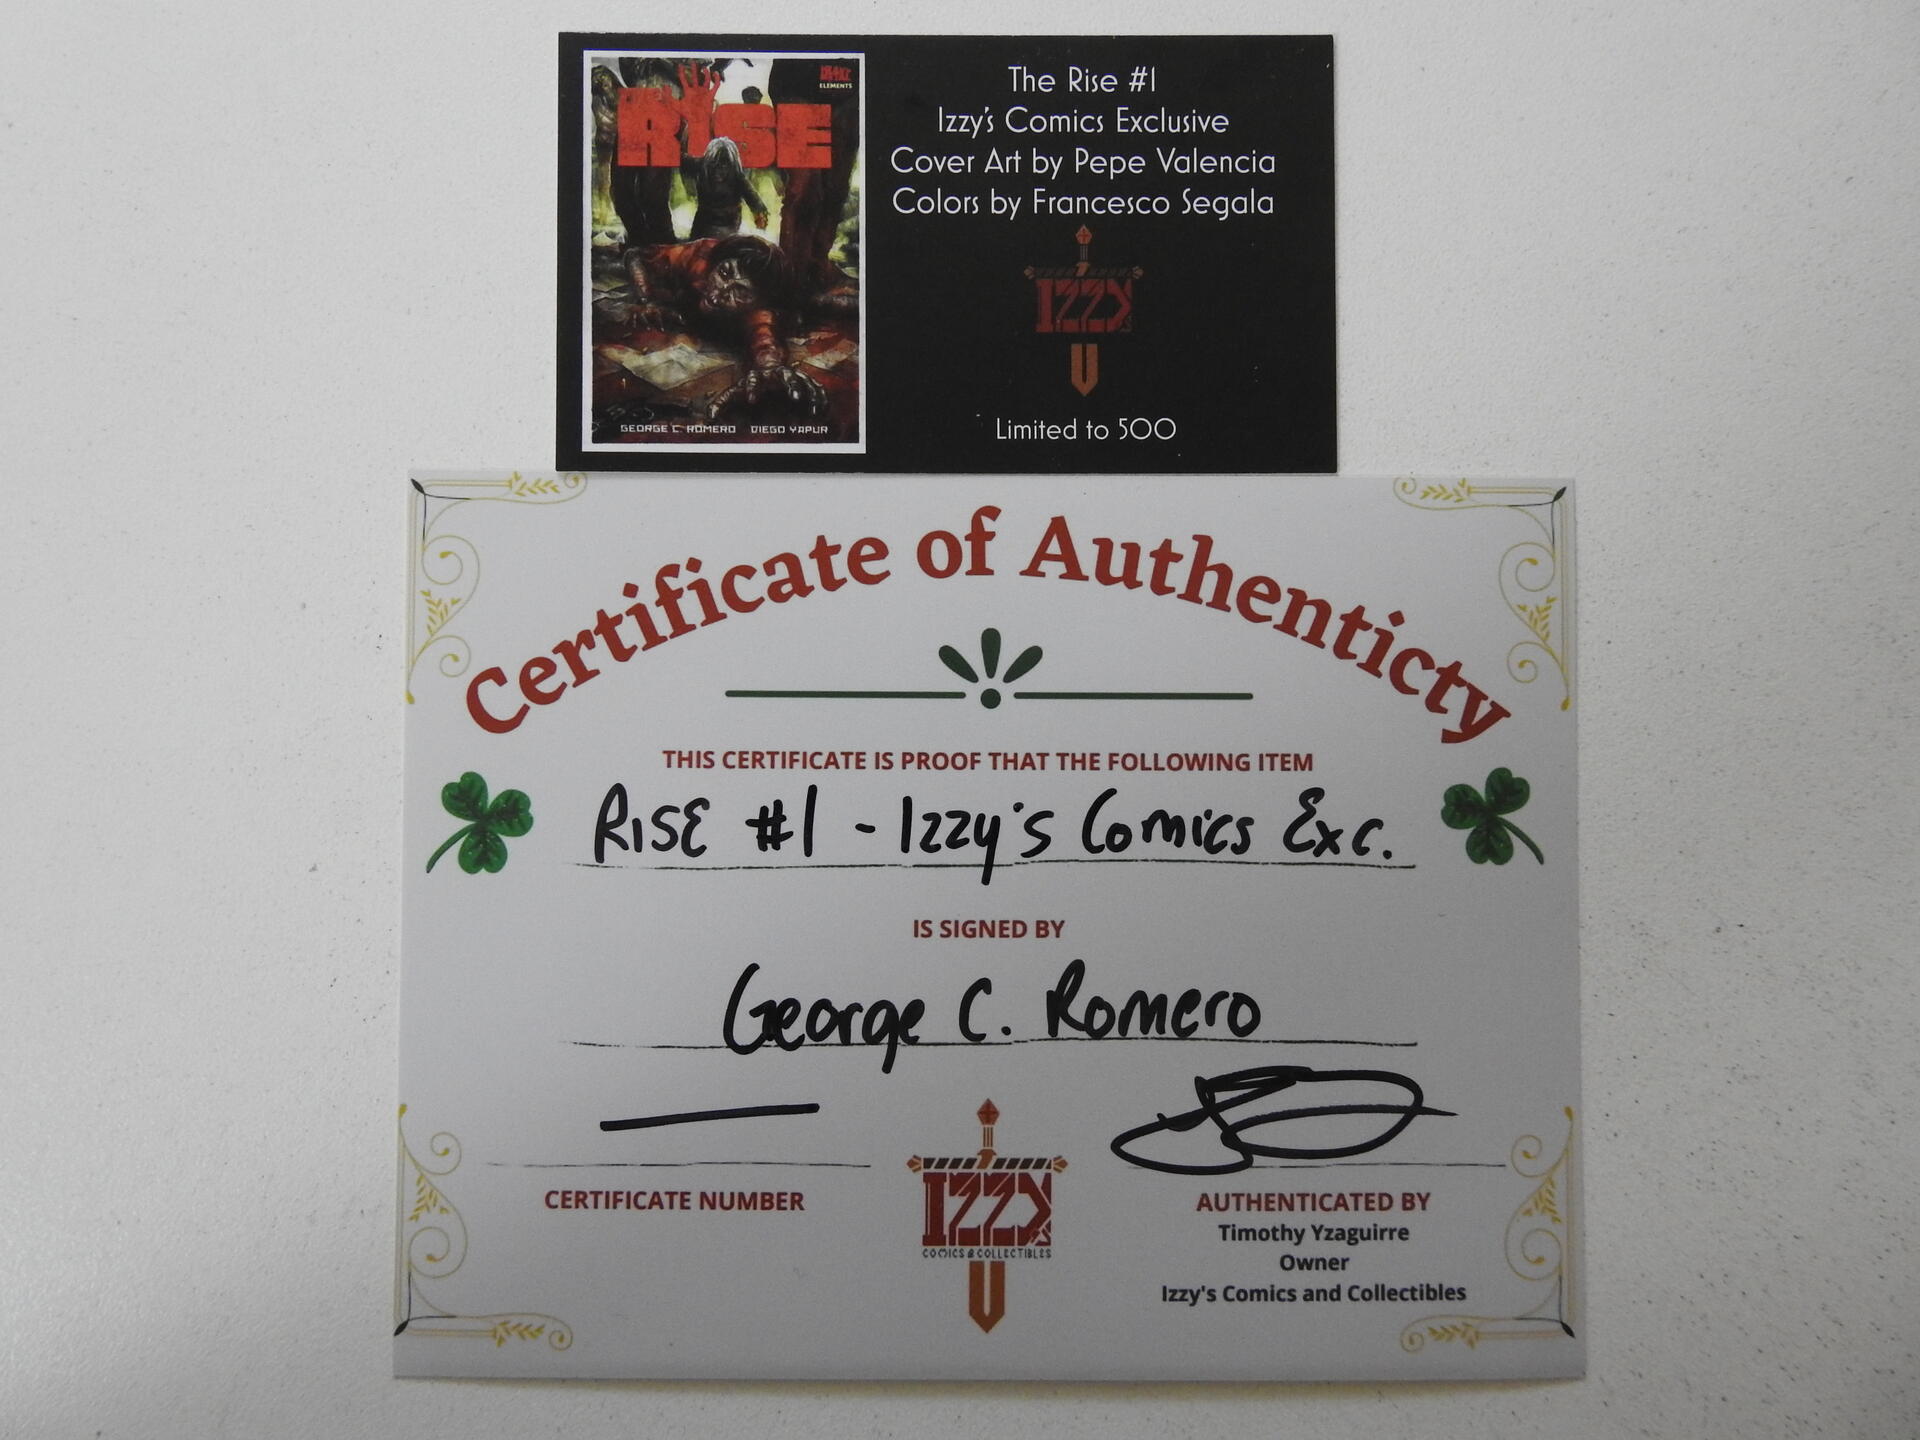 The Rise #1
Izzy's Comics Exclusive
Cover Art by Pepe Valencia
Colors by Francesco Segala
ELEMENTS
RISE
IZZY'S
GEORGE C. ROMERO DIEGO YAPUR
Limited to 500
Certificate of Authenticty
THIS CERTIFICATE IS PROOF THAT THE FOLLOWING ITEM
RISE #1 - Izzy's Comics Exc.
IS SIGNED BY
George C. Romero
CERTIFICATE NUMBER
IZZY'S
COMICS & COLLECTIBLES
AUTHENTICATED BY
Timothy Yzaguirre
Owner
Izzy's Comics and Collectibles